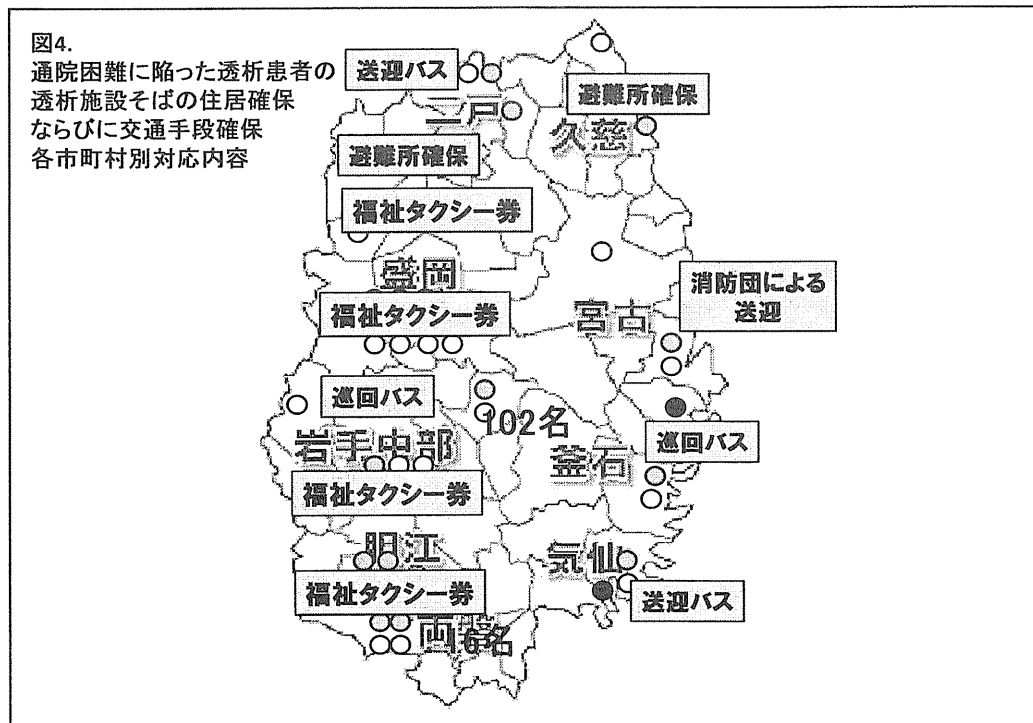 図4.
通院困難に陥った透析患者の
透析施設そばの住居確保
ならびに交通手段確保
各市町村別対応内容
送迎バス
二戸
避難所確保
久慈
避難所確保
福祉タクシー券
盛岡
福祉タクシー券
宮古
消防団による
送迎
巡回バス
102名
岩手中部
釜石
巡回バス
福祉タクシー券
胆江
気仙
福祉タクシー券
送迎バス
両磐
16名